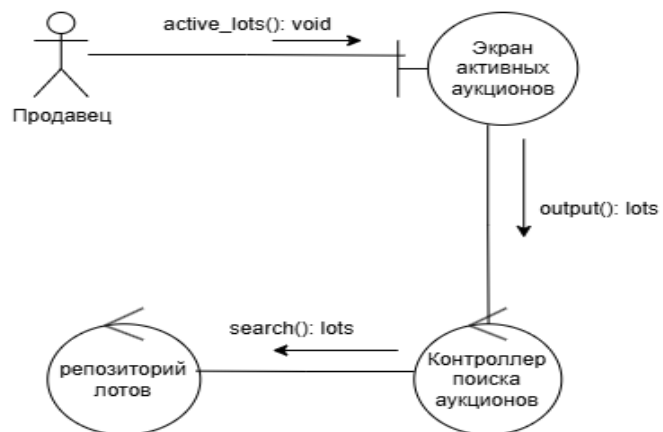 active_lots(): void
Экран
активных
аукционов
Продавец
output(): lots
search(): lots
репозиторий
лотов
Контроллер
поиска
аукционов